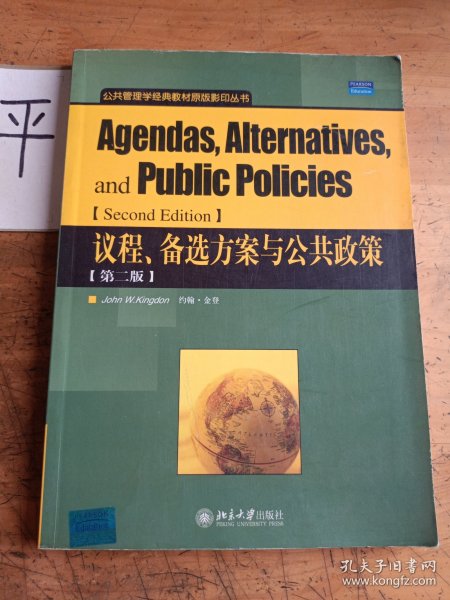 平
公共管理学经典教材原版影印丛书
PEARSON
Education
Agendas, Alternatives,
and Public Policies
【Second Edition】
议程、备选方案与公共政策
【第二版】
John W.Kingdon 约翰·金登
北京大学出版社
PEKING UNIVERSITY PRESS
PEARSON
Education
孔夫子旧书网
www.kongfz.com